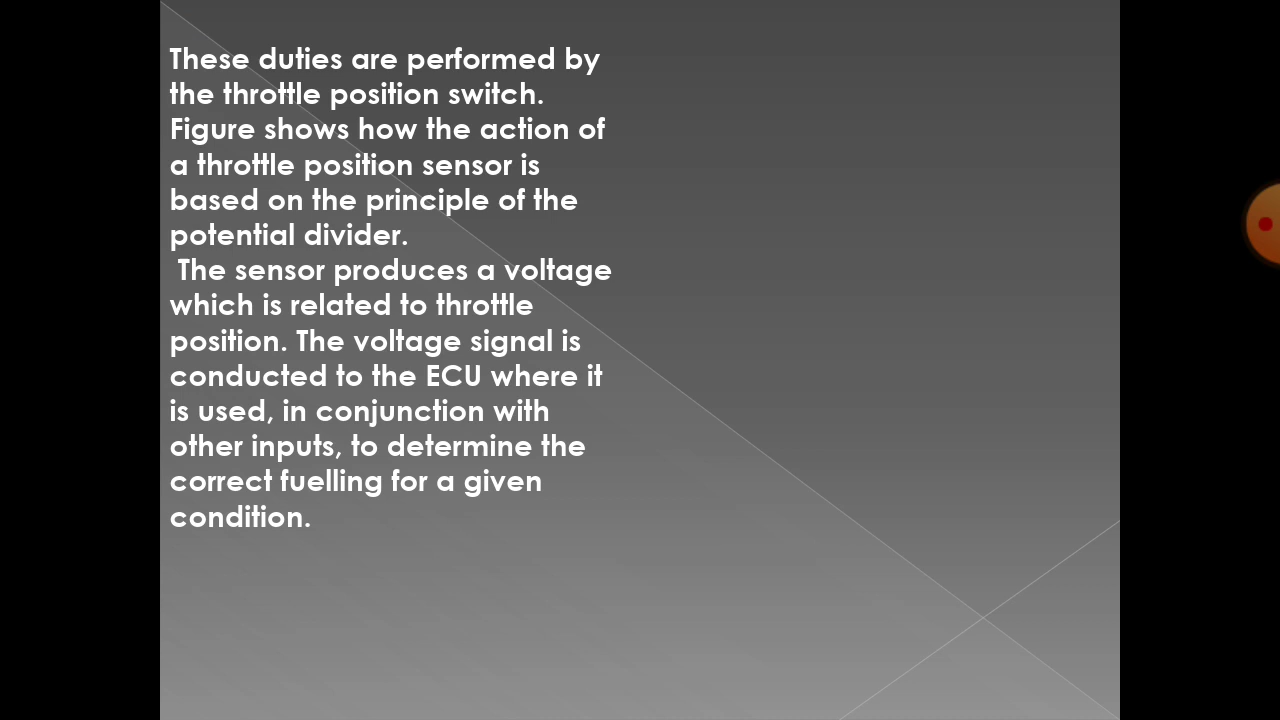 These duties are performed by
the throttle position switch.
Figure shows how the action of
a throttle position sensor is
based on the principle of the
potential divider.
The sensor produces a voltage
which is related to throttle
position. The voltage signal is
conducted to the ECU where it
is used, in conjunction with
other inputs, to determine the
correct fuelling for a given
condition.